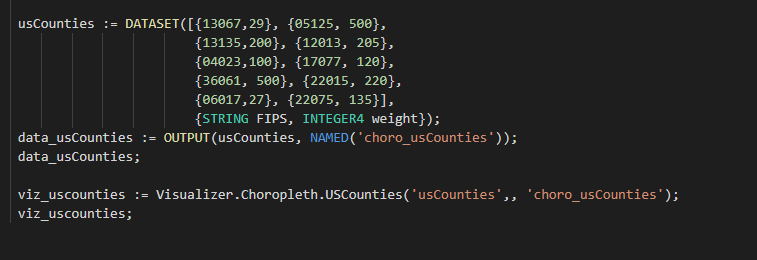 usCounties := DATASET([{13067,29}, {05125, 500},
{13135,200}, {12013, 205},
{04023,100}, {17077, 120},
{36061, 500}, {22015, 220},
{06017,27}, {22075, 135}],
{STRING FIPS, INTEGER4 weight});
data_usCounties := OUTPUT(usCounties, NAMED('choro_usCounties'));
data_usCounties;
viz_uscounties := Visualizer.Choropleth.USCounties('usCounties',, 'choro_usCounties');
viz_uscounties;